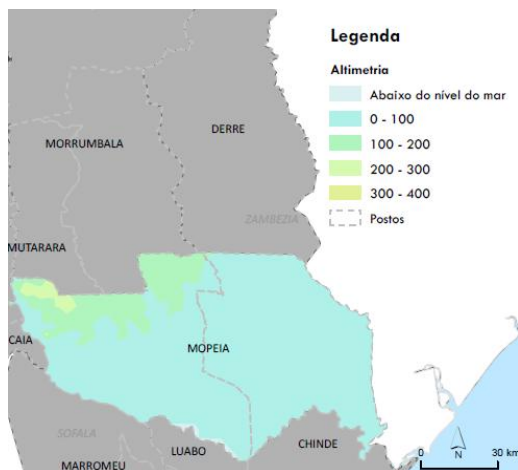 Legenda
Altimetria
Abaixo do nível do mar
0 - 100
100 - 200
200 - 300
300 - 400
Postos
DERRE
MORRUMBALA
ZAMBEZIA
MUTARARA
CAIA
MOPEIA
SOFALA
LUABO
CHINDE
MARROMEU
N
0 30 km